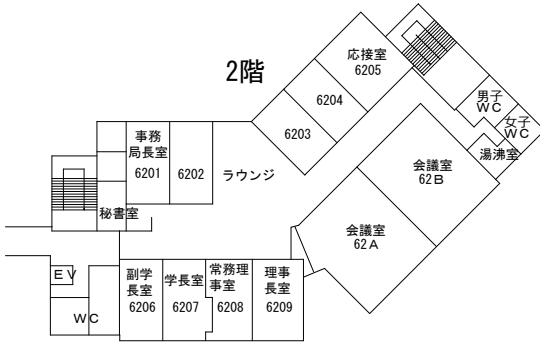 2階
応接室
6205
6204
6203
男子
WC
女子
WC
湯沸室
事務
局長室
6201
6202
ラウンジ
会議室
62B
会議室
62A
秘書室
EV
WC
副学
長室
6206
学長室
6207
常務理
事室
6208
理事
長室
6209